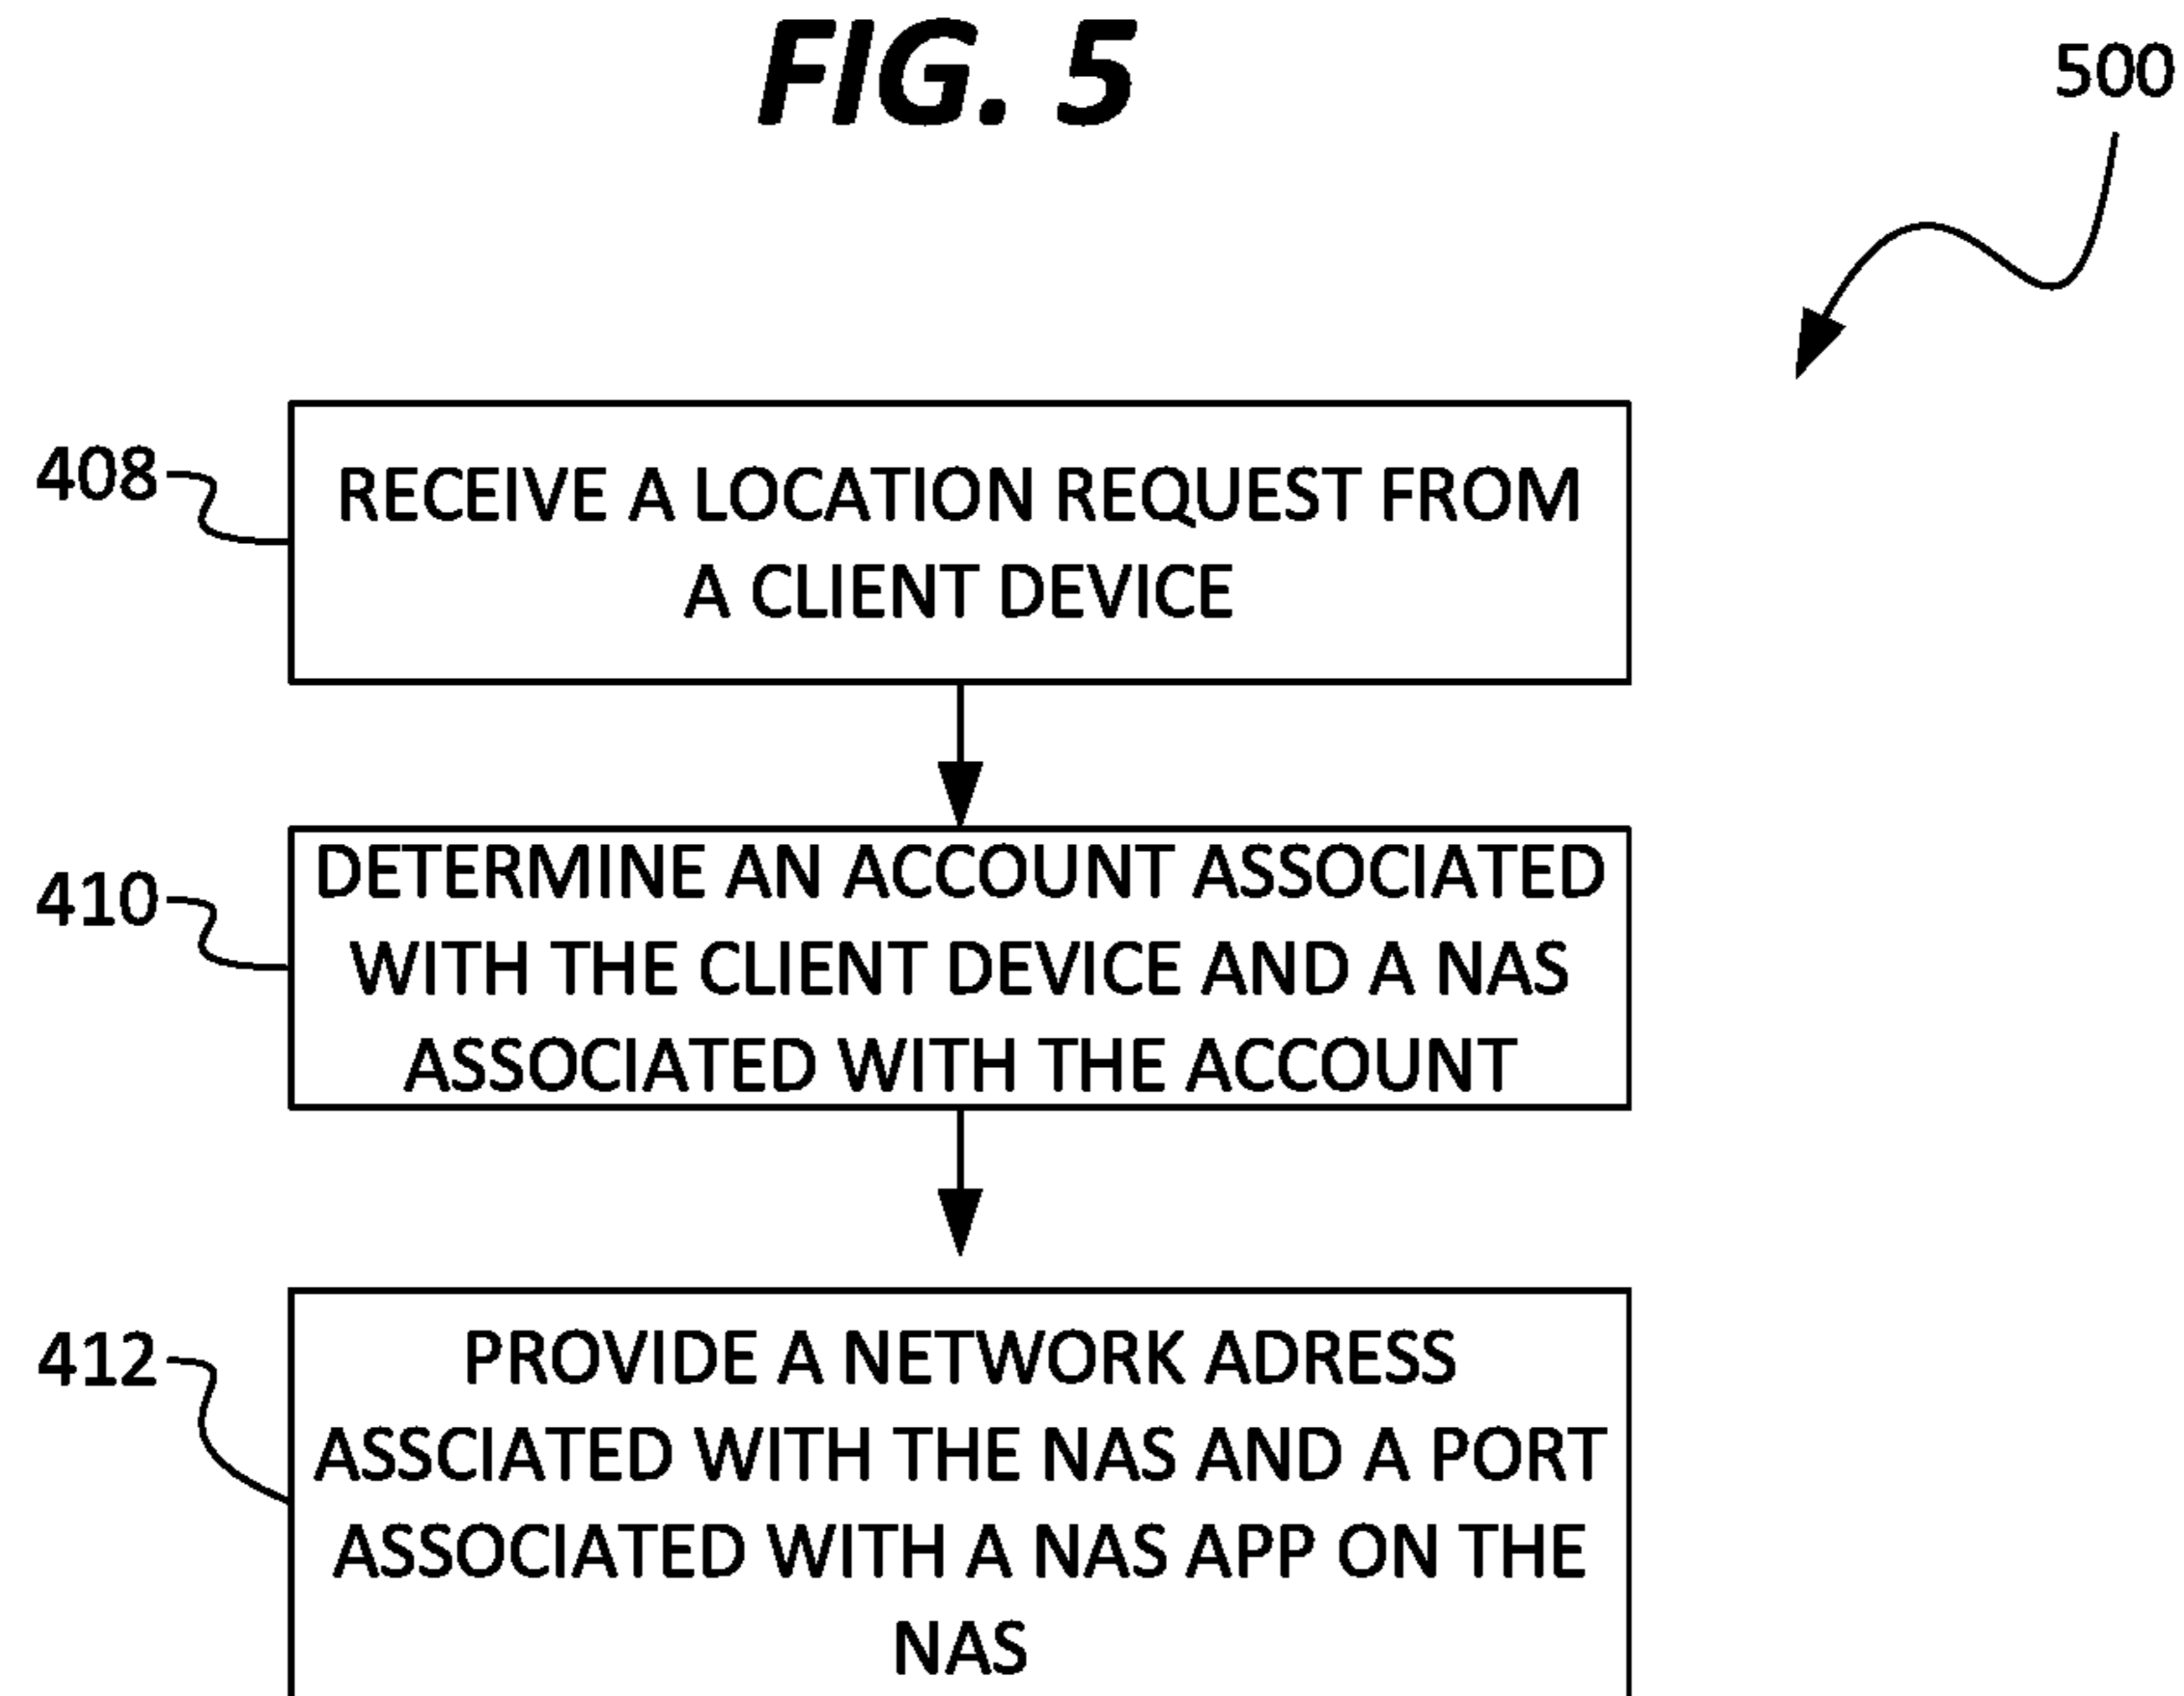 FIG. 5
500
408
RECEIVE A LOCATION REQUEST FROM
A CLIENT DEVICE
410
DETERMINE AN ACCOUNT ASSOCIATED
WITH THE CLIENT DEVICE AND A NAS
ASSOCIATED WITH THE ACCOUNT
412
PROVIDE A NETWORK ADRESS
ASSCIATED WITH THE NAS AND A PORT
ASSOCIATED WITH A NAS APP ON THE
NAS